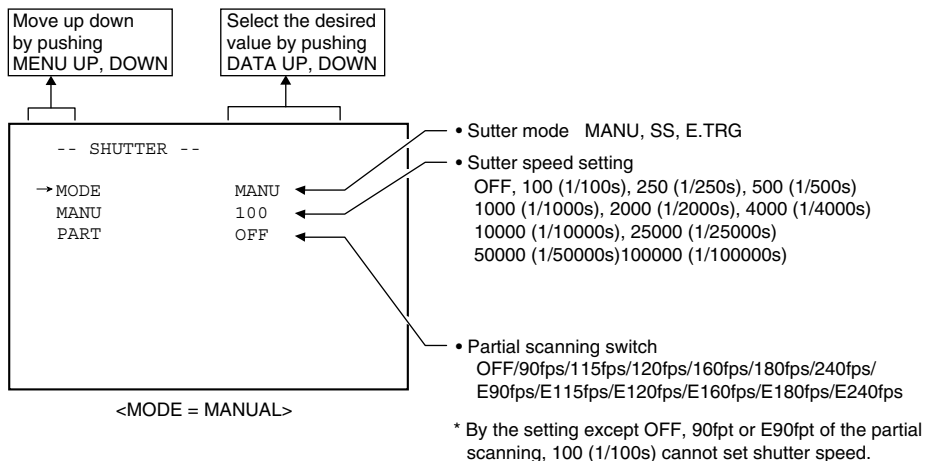 Move up down
by pushing
MENU UP, DOWN
Select the desired
value by pushing
DATA UP, DOWN
-- SHUTTER --
→MODE MANU
MANU 100
PART OFF
<MODE = MANUAL>
• Sutter mode MANU, SS, E.TRG
• Sutter speed setting
OFF, 100 (1/100s), 250 (1/250s), 500 (1/500s)
1000 (1/1000s), 2000 (1/2000s), 4000 (1/4000s)
10000 (1/10000s), 25000 (1/25000s)
50000 (1/50000s)100000 (1/100000s)
• Partial scanning switch
OFF/90fps/115fps/120fps/160fps/180fps/240fps/
E90fps/E115fps/E120fps/E160fps/E180fps/E240fps
* By the setting except OFF, 90fpt or E90fpt of the partial
scanning, 100 (1/100s) cannot set shutter speed.